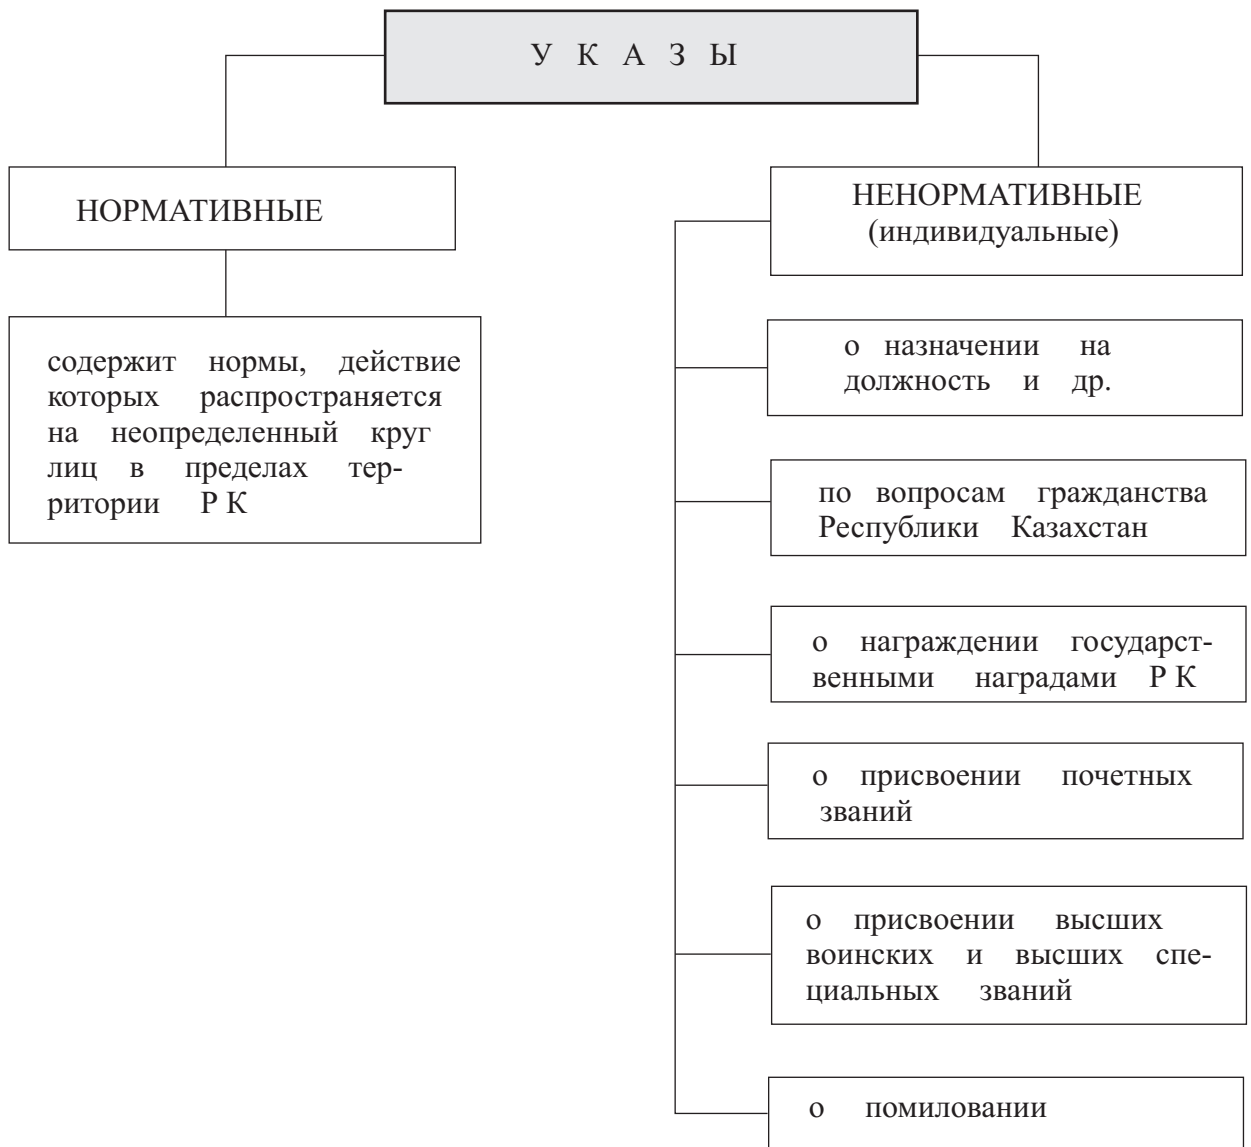 У К А З Ы
НОРМАТИВНЫЕ
содержит нормы, действие
которых распространяется
на неопределенный круг
лиц в пределах тер-
ритории Р К
НЕНОРМАТИВНЫЕ
(индивидуальные)
о назначении на
должность и др.
по вопросам гражданства
Республики Казахстан
о награждении государст-
венными наградами Р К
о присвоении почетных
званий
о присвоении высших
воинских и высших спе-
циальных званий
о помиловании